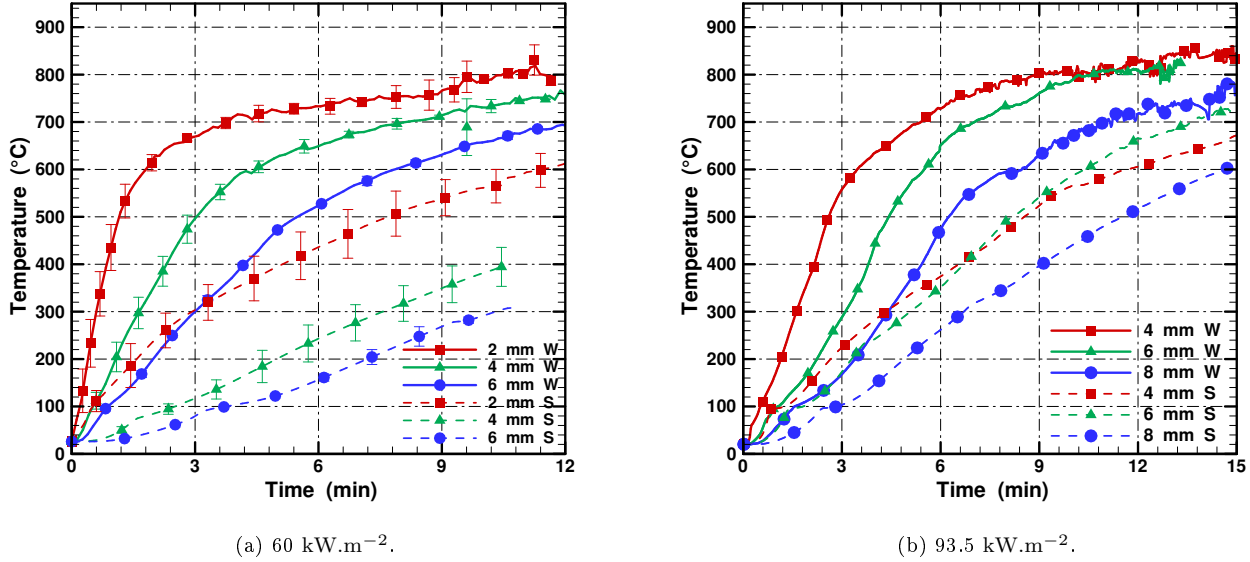 Temperature (°C)
900
800
700
600
500
400
300
200
100
0
0 3 6 9 12
Time (min)
2 mm W
4 mm W
6 mm W
2 mm S
4 mm S
6 mm S
(a) 60 kW.m−2.
Temperature (°C)
900
800
700
600
500
400
300
200
100
0
0 3 6 9 12 15
Time (min)
4 mm W
6 mm W
8 mm W
4 mm S
6 mm S
8 mm S
(b) 93.5 kW.m−2.